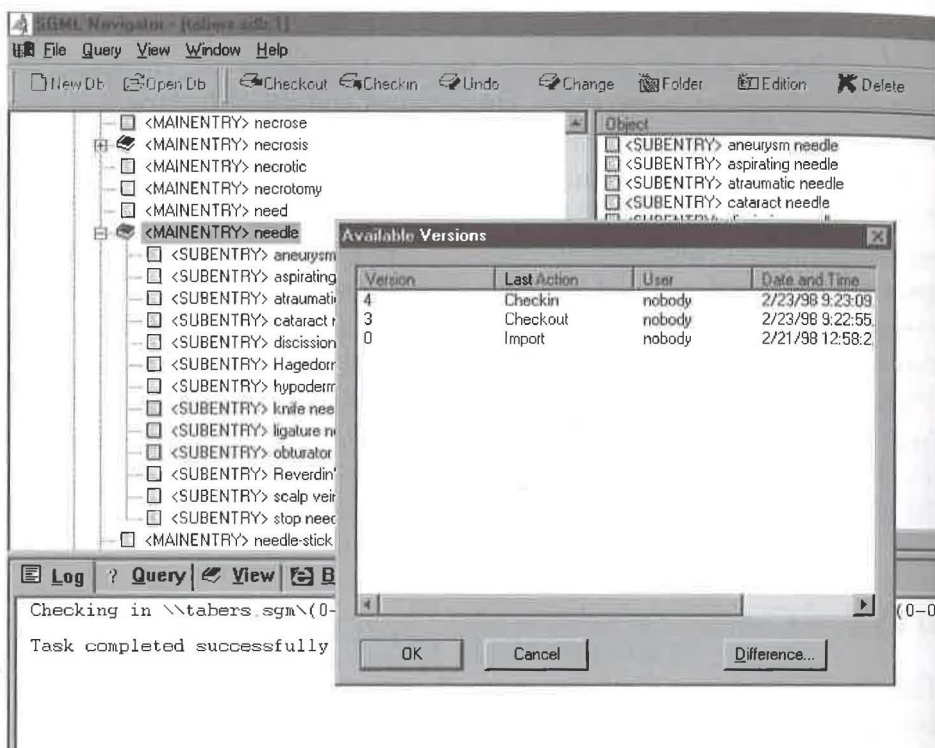 SGML Navigator - [tabers.sdb:1]
File Query View Window Help
New Db Open Db Checkout Checkin Undo Change Folder Edition Delete
<MAINENTRY> necrose
<MAINENTRY> necrosis
<MAINENTRY> necrotic
<MAINENTRY> necrotomy
<MAINENTRY> need
<MAINENTRY> needle
<SUBENTRY> aneurysm
<SUBENTRY> aspirating
<SUBENTRY> atraumati
<SUBENTRY> cataract
<SUBENTRY> discission
<SUBENTRY> Hagedorn
<SUBENTRY> hypoderm
<SUBENTRY> knife nee
<SUBENTRY> ligature n
<SUBENTRY> obturator
<SUBENTRY> Reverdin'
<SUBENTRY> scalp vein
<SUBENTRY> stop need
<MAINENTRY> needle-stick
Object
<SUBENTRY> aneurysm needle
<SUBENTRY> aspirating needle
<SUBENTRY> atraumatic needle
<SUBENTRY> cataract needle
Available Versions
Version Last Action User Date and Time
4 Checkin nobody 2/23/98 9:23:09
3 Checkout nobody 2/23/98 9:22:55
0 Import nobody 2/21/98 12:58:2
OK Cancel Difference...
Log ? Query View B
Checking in \\tabers.sgm\(0- (0-0
Task completed successfully